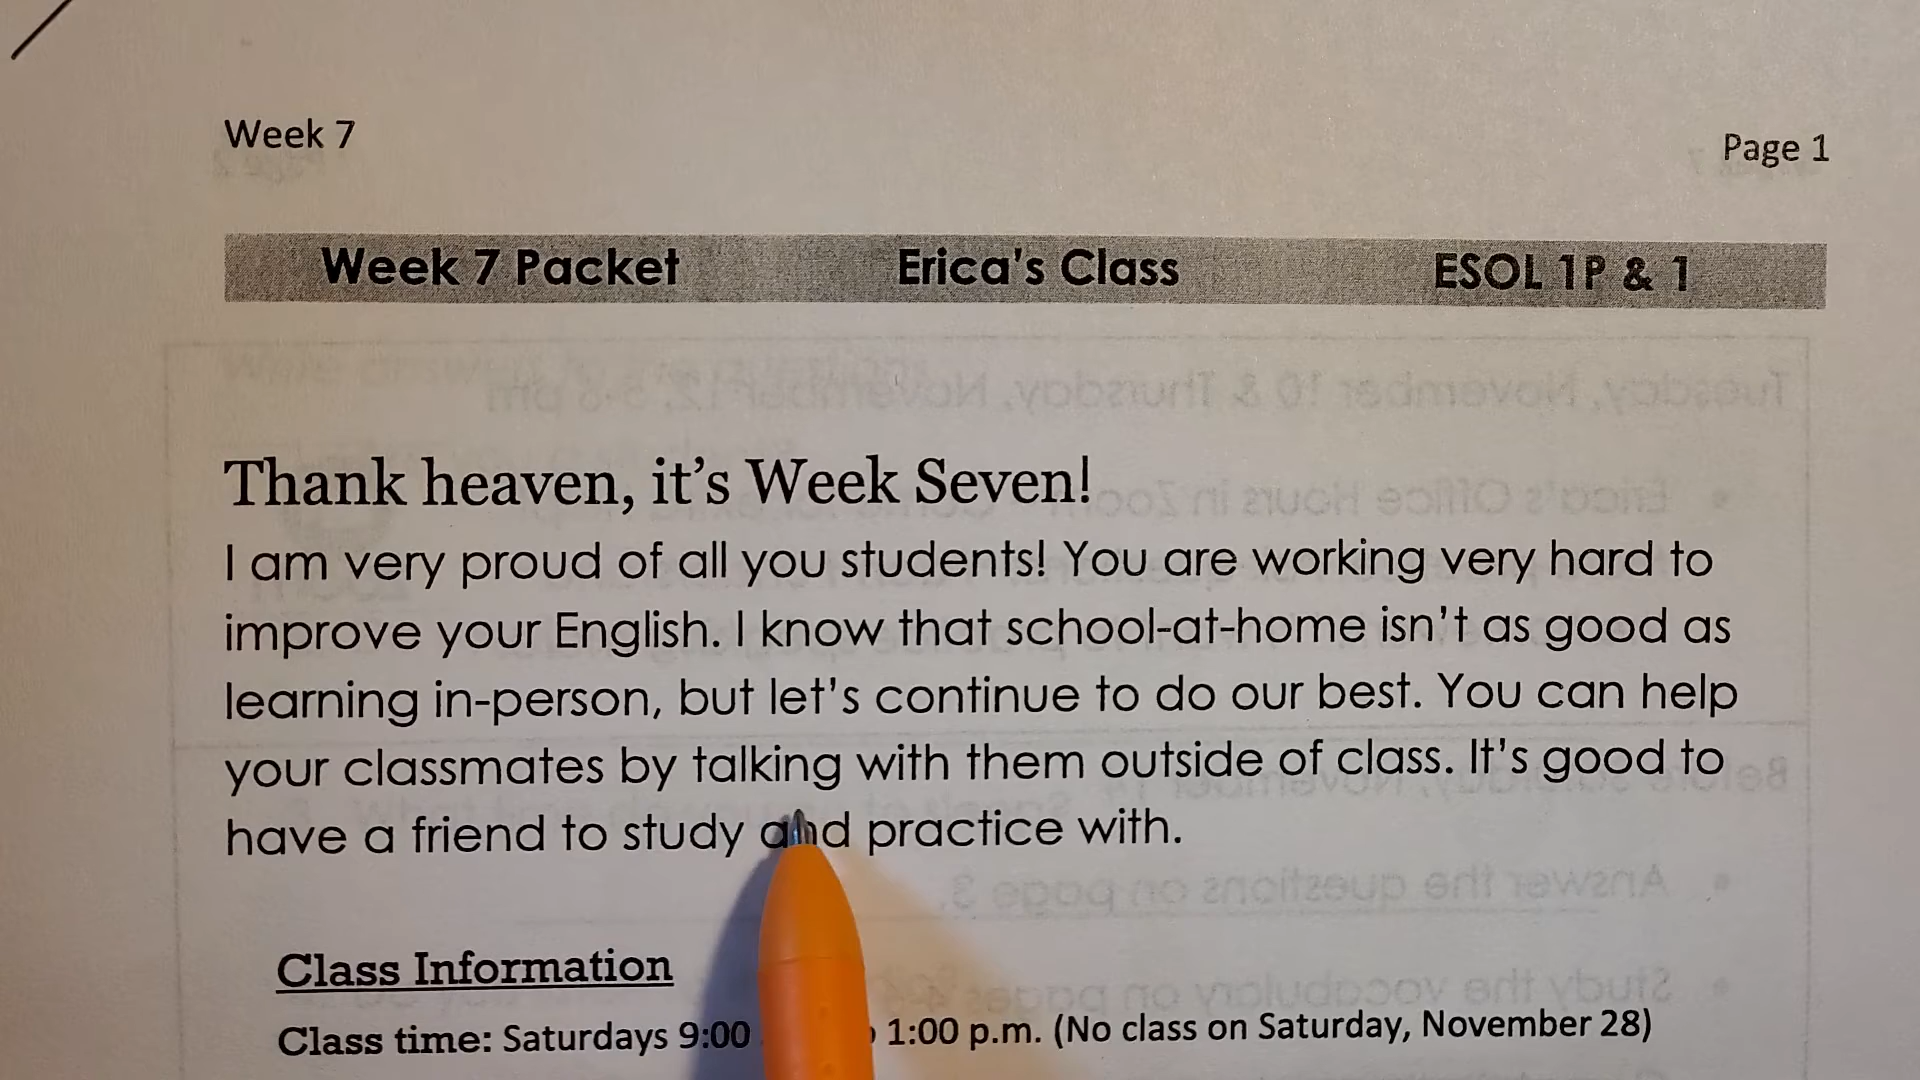 Week 7
Page 1
Week 7 Packet Erica's Class ESOL 1P & 1
Thank heaven, it's Week Seven!
I am very proud of all you students! You are working very hard to
improve your English. I know that school-at-home isn't as good as
learning in-person, but let's continue to do our best. You can help
your classmates by talking with them outside of class. It's good to
have a friend to study and practice with.
Class Information
Class time: Saturdays 9:00 1:00 p.m. (No class on Saturday, November 28)